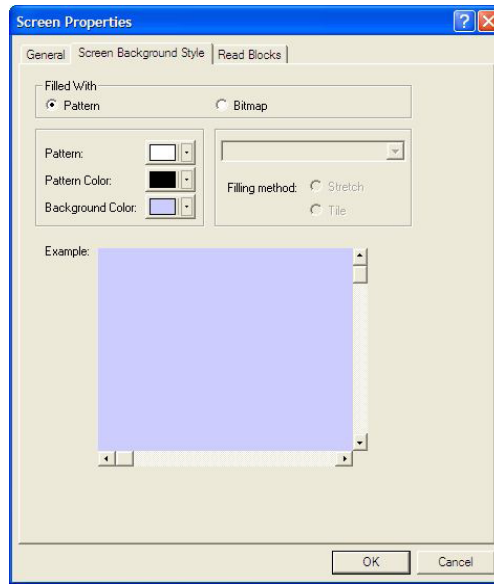 Screen Properties
General Screen Background Style Read Blocks
Filled With
Pattern Bitmap
Pattern:
Pattern Color:
Filling method: Stretch
Background Color:
Tile
Example:
OK Cancel